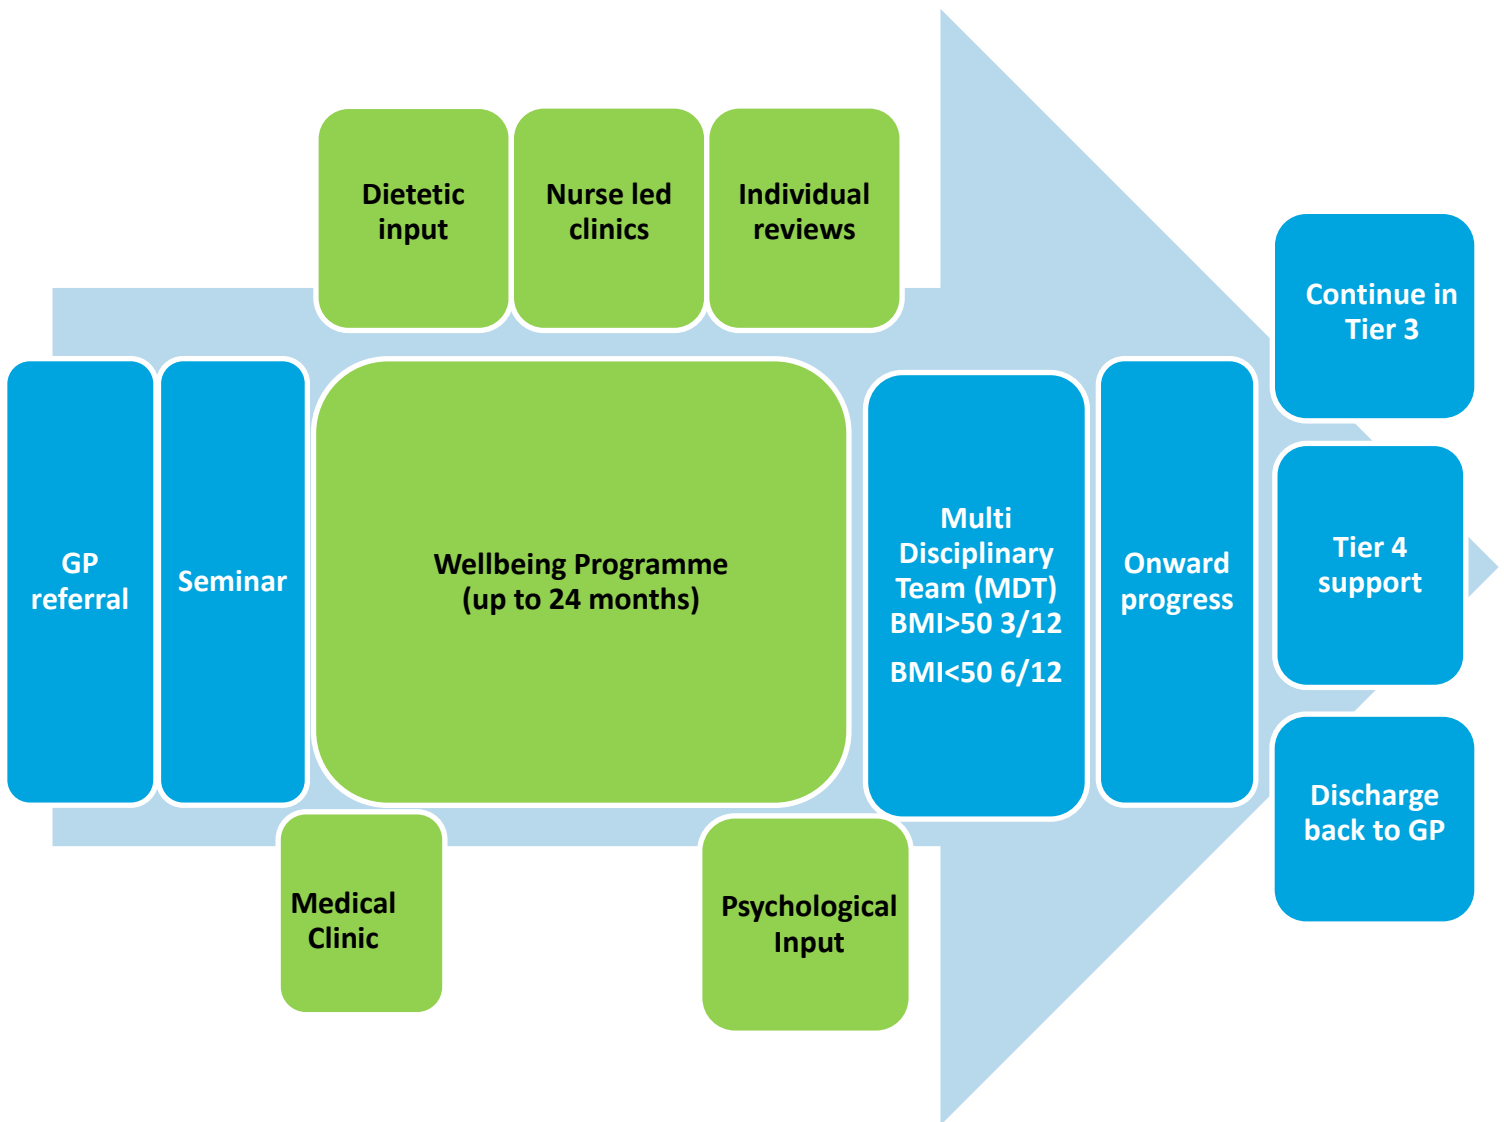 Dietetic
input
Nurse led
clinics
Individual
reviews
GP
referral
Seminar
Wellbeing Programme
(up to 24 months)
Multi
Disciplinary
Team (MDT)
BMI>50 3/12
BMI<50 6/12
Onward
progress
Continue in
Tier 3
Tier 4
support
Discharge
back to GP
Medical
Clinic
Psychological
Input